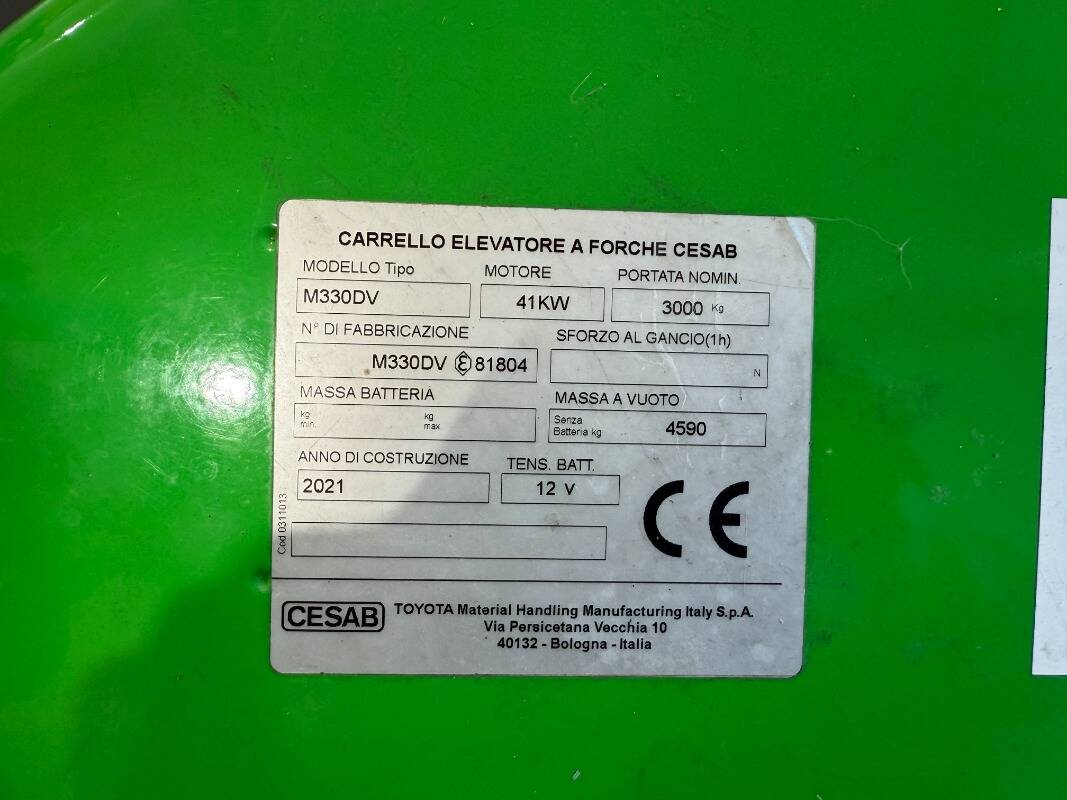 CARRELLO ELEVATORE A FORCHE CESAB
MODELLO Tipo MOTORE PORTATA NOMIN.
M330DV 41KW 3000 Kg
N° DI FABBRICAZIONE SFORZO AL GANCIO(1h)
M330DV 81804 N
MASSA BATTERIA MASSA A VUOTO
kg min. kg max Senza Batteria kg 4590
ANNO DI COSTRUZIONE TENS. BATT.
2021 12 V
CE
Cod 0311013
CESAB TOYOTA Material Handling Manufacturing Italy S.p.A.
Via Persicetana Vecchia 10
40132 - Bologna - Italia